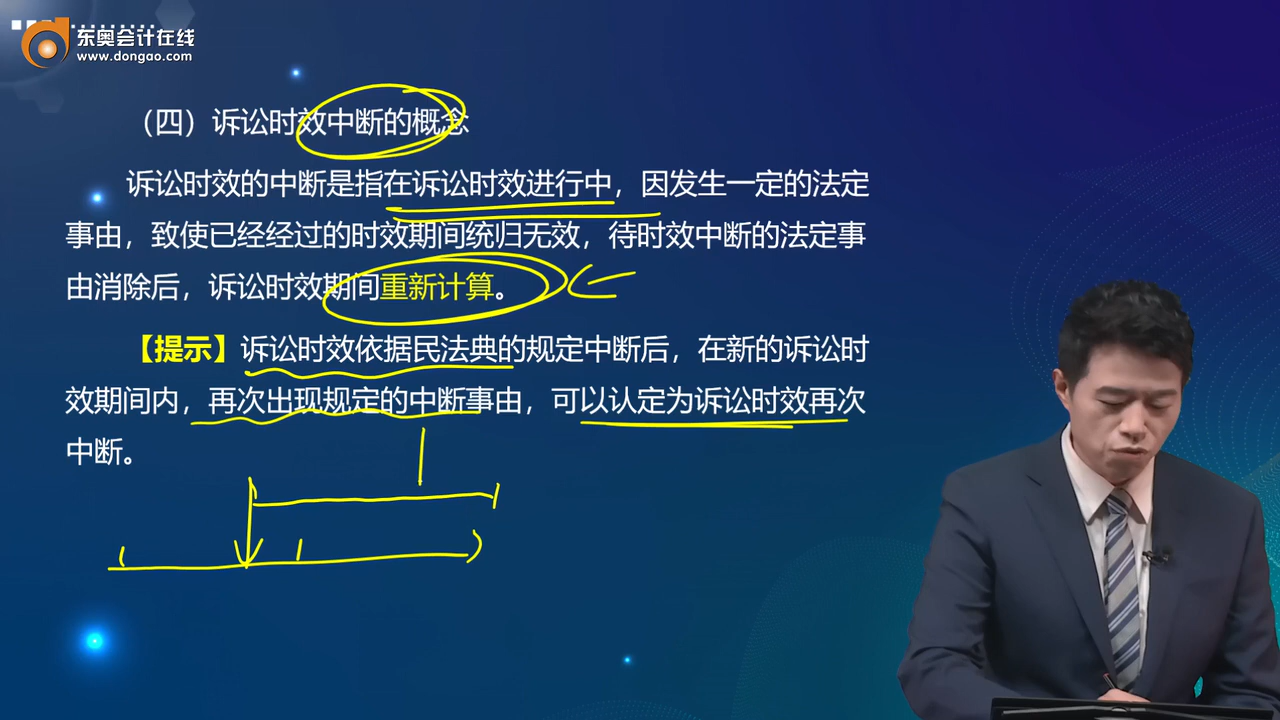 东奥会计在线
www.dongao.com
（四）诉讼时效中断的概念
诉讼时效的中断是指在诉讼时效进行中，因发生一定的法定
事由，致使已经经过的时效期间统归无效，待时效中断的法定事
由消除后，诉讼时效期间重新计算。
【提示】诉讼时效依据民法典的规定中断后，在新的诉讼时
效期间内，再次出现规定的中断事由，可以认定为诉讼时效再次
中断。